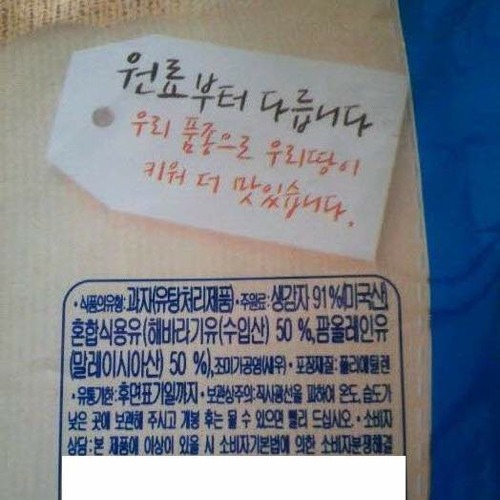 원료부터 다릅니다
우리 품종으로 우리땅이
키워 더 맛있습니다.
•식품의유형:과자(유탕처리제품) •주원료:생감자 91%(미국산)
혼합식용유(해바라기유(수입산) 50 %,팜올레인유
(말레이시아산) 50 %),조미가공염(새우) • 포장재질: 폴리에틸렌
•유통기한:후면표기일까지 •보관상주의:직사광선을 피하여 온도, 습도가
낮은 곳에 보관해 주시고 개봉 후는 될 수 있으면 빨리 드십시오. • 소비자
상담:본 제품에 이상이 있을 시 소비자기본법에 의한 소비자분쟁해결